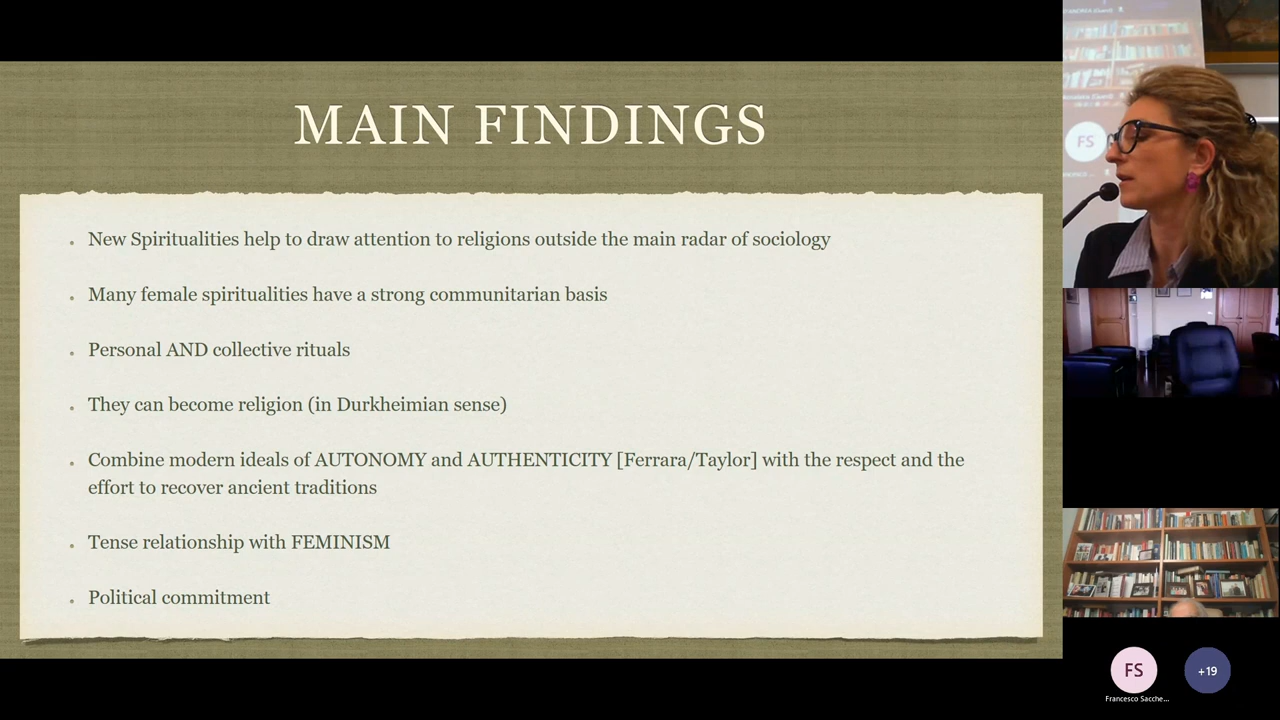 MAIN FINDINGS
New Spiritualities help to draw attention to religions outside the main radar of sociology
Many female spiritualities have a strong communitarian basis
Personal AND collective rituals
They can become religion (in Durkheimian sense)
Combine modern ideals of AUTONOMY and AUTHENTICITY [Ferrara/Taylor] with the respect and the
effort to recover ancient traditions
Tense relationship with FEMINISM
Political commitment
FS
FS
+19
Francesco Sacche...